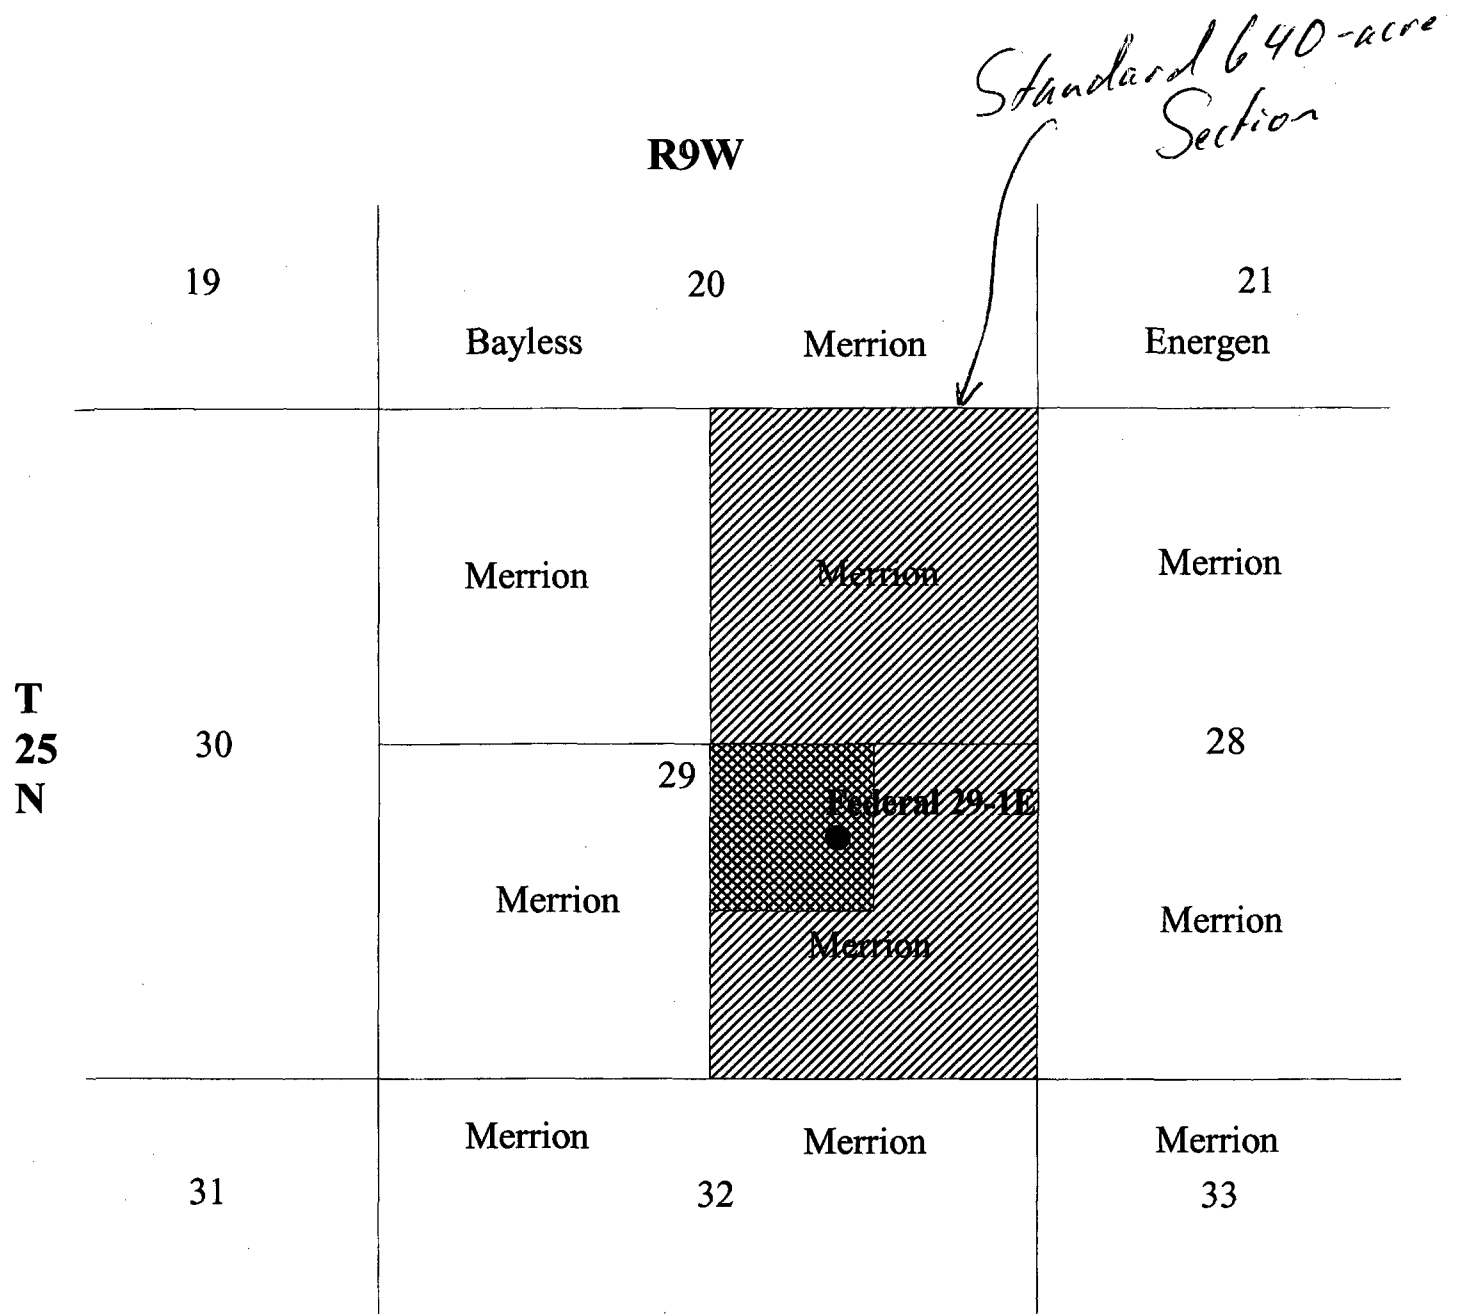 Standard 640-acre
Section
R9W
19 20 21
Bayless Merrion Energen
Merrion Merrion Merrion
T
25
N
30 29 28
Federal 29-1E
Merrion Merrion Merrion
Merrion Merrion Merrion
31 32 33